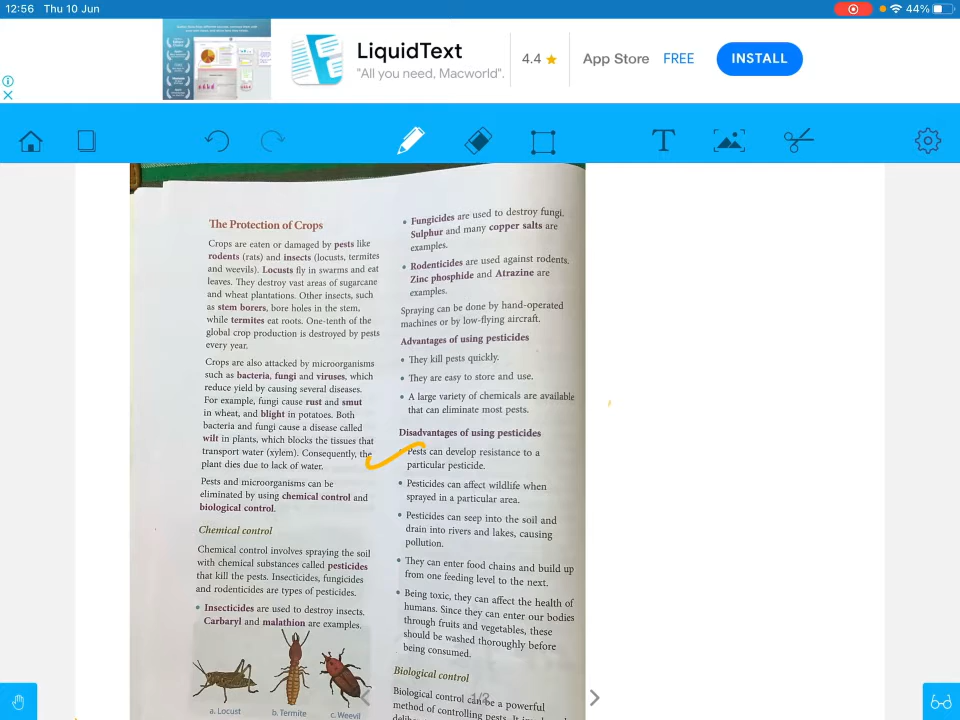 12:56 Thu 10 Jun
44%
LiquidText
"All you need, Macworld".
4.4
App Store FREE
INSTALL
T
The Protection of Crops
Crops are eaten or damaged by pests like
rodents (rats) and insects (locusts, termites
and weevils). Locusts fly in swarms and eat
leaves. They destroy vast areas of sugarcane
and wheat plantations. Other insects, such
as stem borers, bore holes in the stem,
while termites eat roots. One-tenth of the
global crop production is destroyed by pests
every year.
Crops are also attacked by microorganisms
such as bacteria, fungi and viruses, which
reduce yield by causing several diseases.
For example, fungi cause rust and smut
in wheat, and blight in potatoes. Both
bacteria and fungi cause a disease called
wilt in plants, which blocks the tissues that
transport water (xylem). Consequently, the
plant dies due to lack of water.
Pests and microorganisms can be
eliminated by using chemical control and
biological control.
Chemical control
Chemical control involves spraying the soil
with chemical substances called pesticides
that kill the pests. Insecticides, fungicides
and rodenticides are types of pesticides.
• Insecticides are used to destroy insects.
Carbaryl and malathion are examples.
a. Locust
b. Termite
c. Weevil
• Fungicides are used to destroy fungi.
Sulphur and many copper salts are
examples.
• Rodenticides are used against rodents.
Zinc phosphide and Atrazine are
examples.
Spraying can be done by hand-operated
machines or by low-flying aircraft.
Advantages of using pesticides
• They kill pests quickly.
• They are easy to store and use.
• A large variety of chemicals are available
that can eliminate most pests.
Disadvantages of using pesticides
Pests can develop resistance to a
particular pesticide.
• Pesticides can affect wildlife when
sprayed in a particular area.
• Pesticides can seep into the soil and
drain into rivers and lakes, causing
pollution.
• They can enter food chains and build up
from one feeding level to the next.
• Being toxic, they can affect the health of
humans. Since they can enter our bodies
through fruits and vegetables, these
should be washed thoroughly before
being consumed.
Biological control
Biological control can be a powerful
method of controlling pests. It